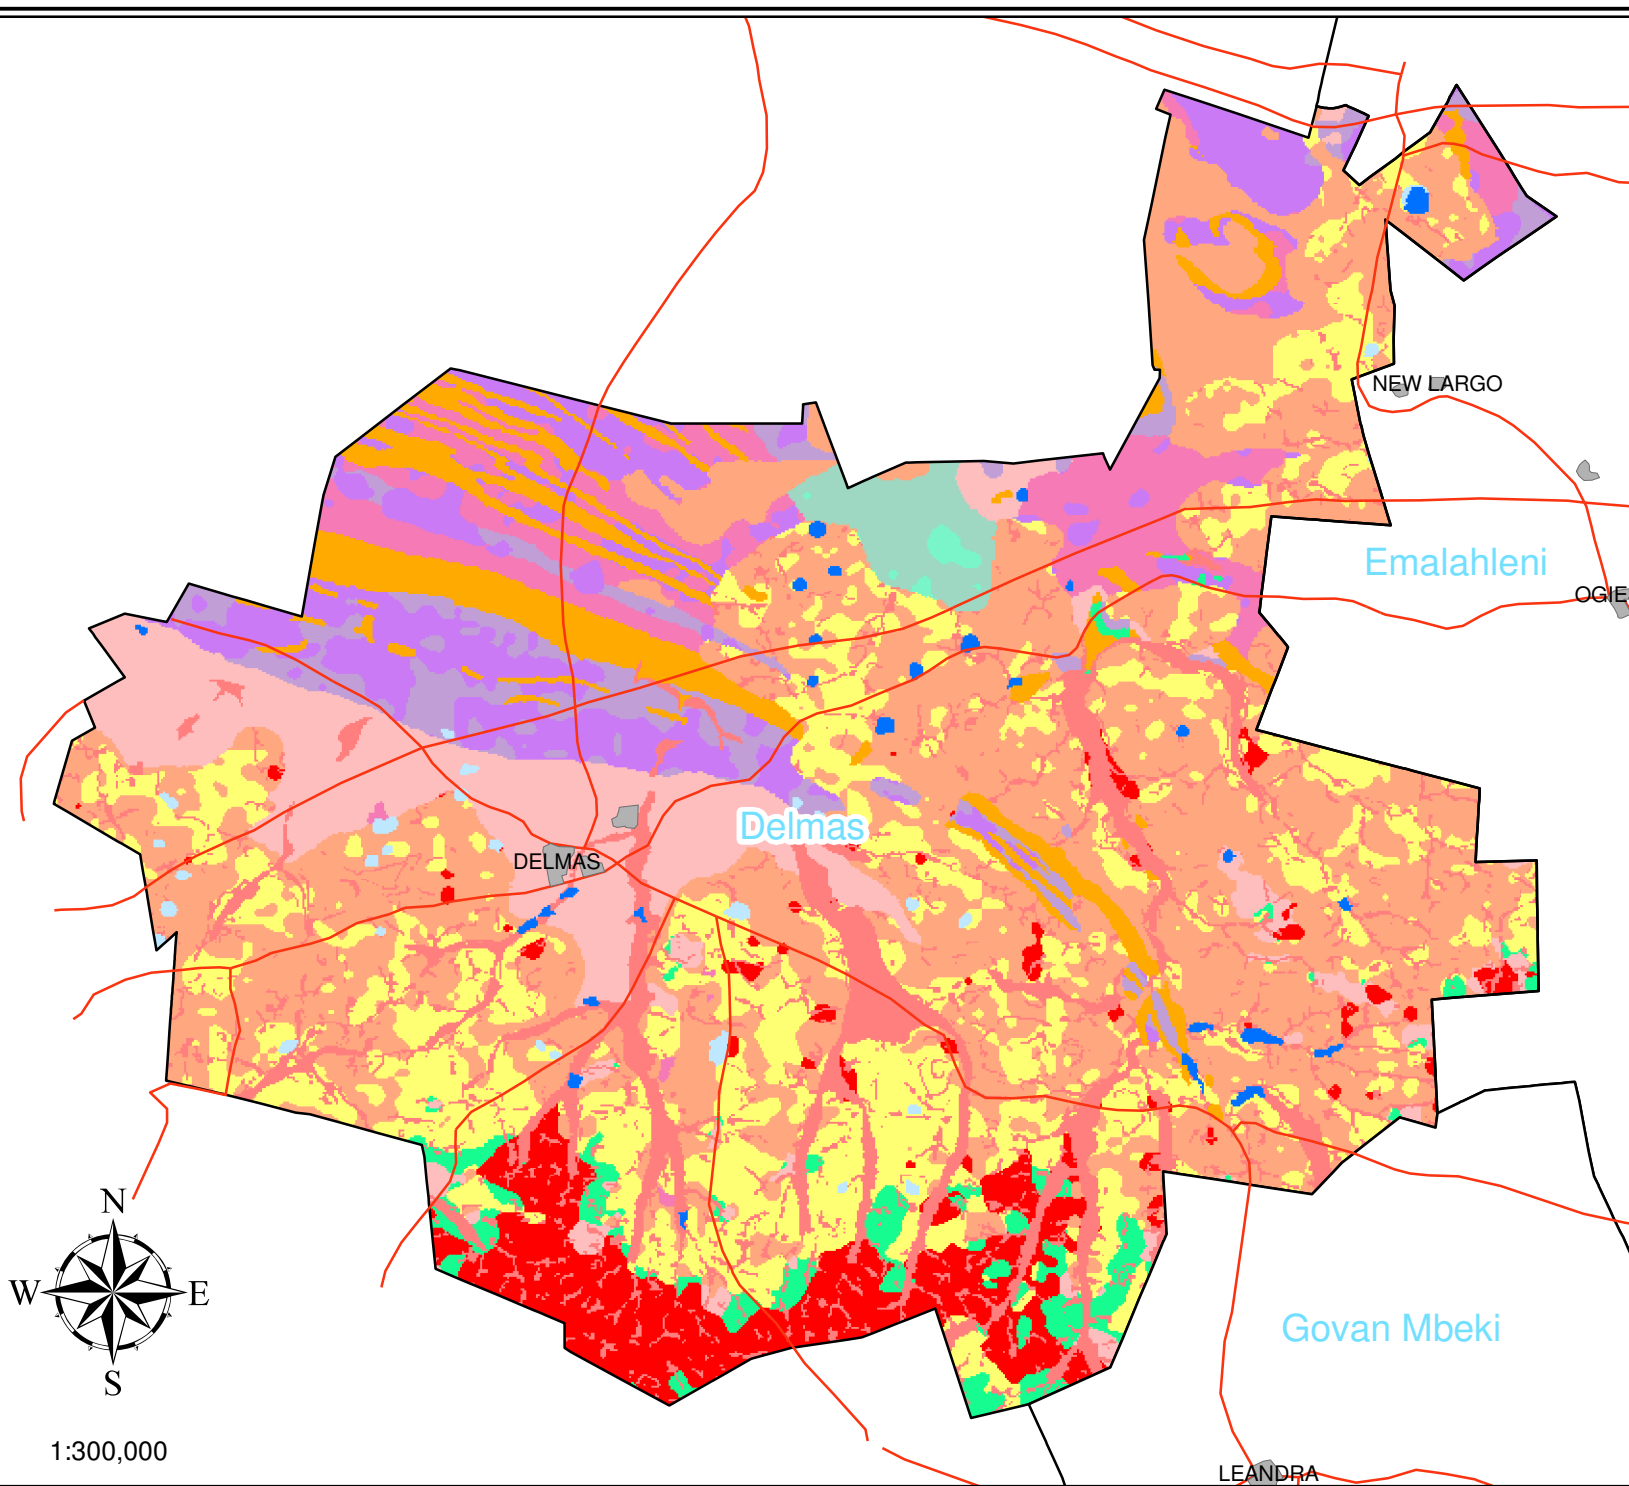 NEW LARGO
Emalahleni
OGIE
Delmas
DELMAS
N
W
E
S
Govan Mbeki
1:300,000
LEANDRA